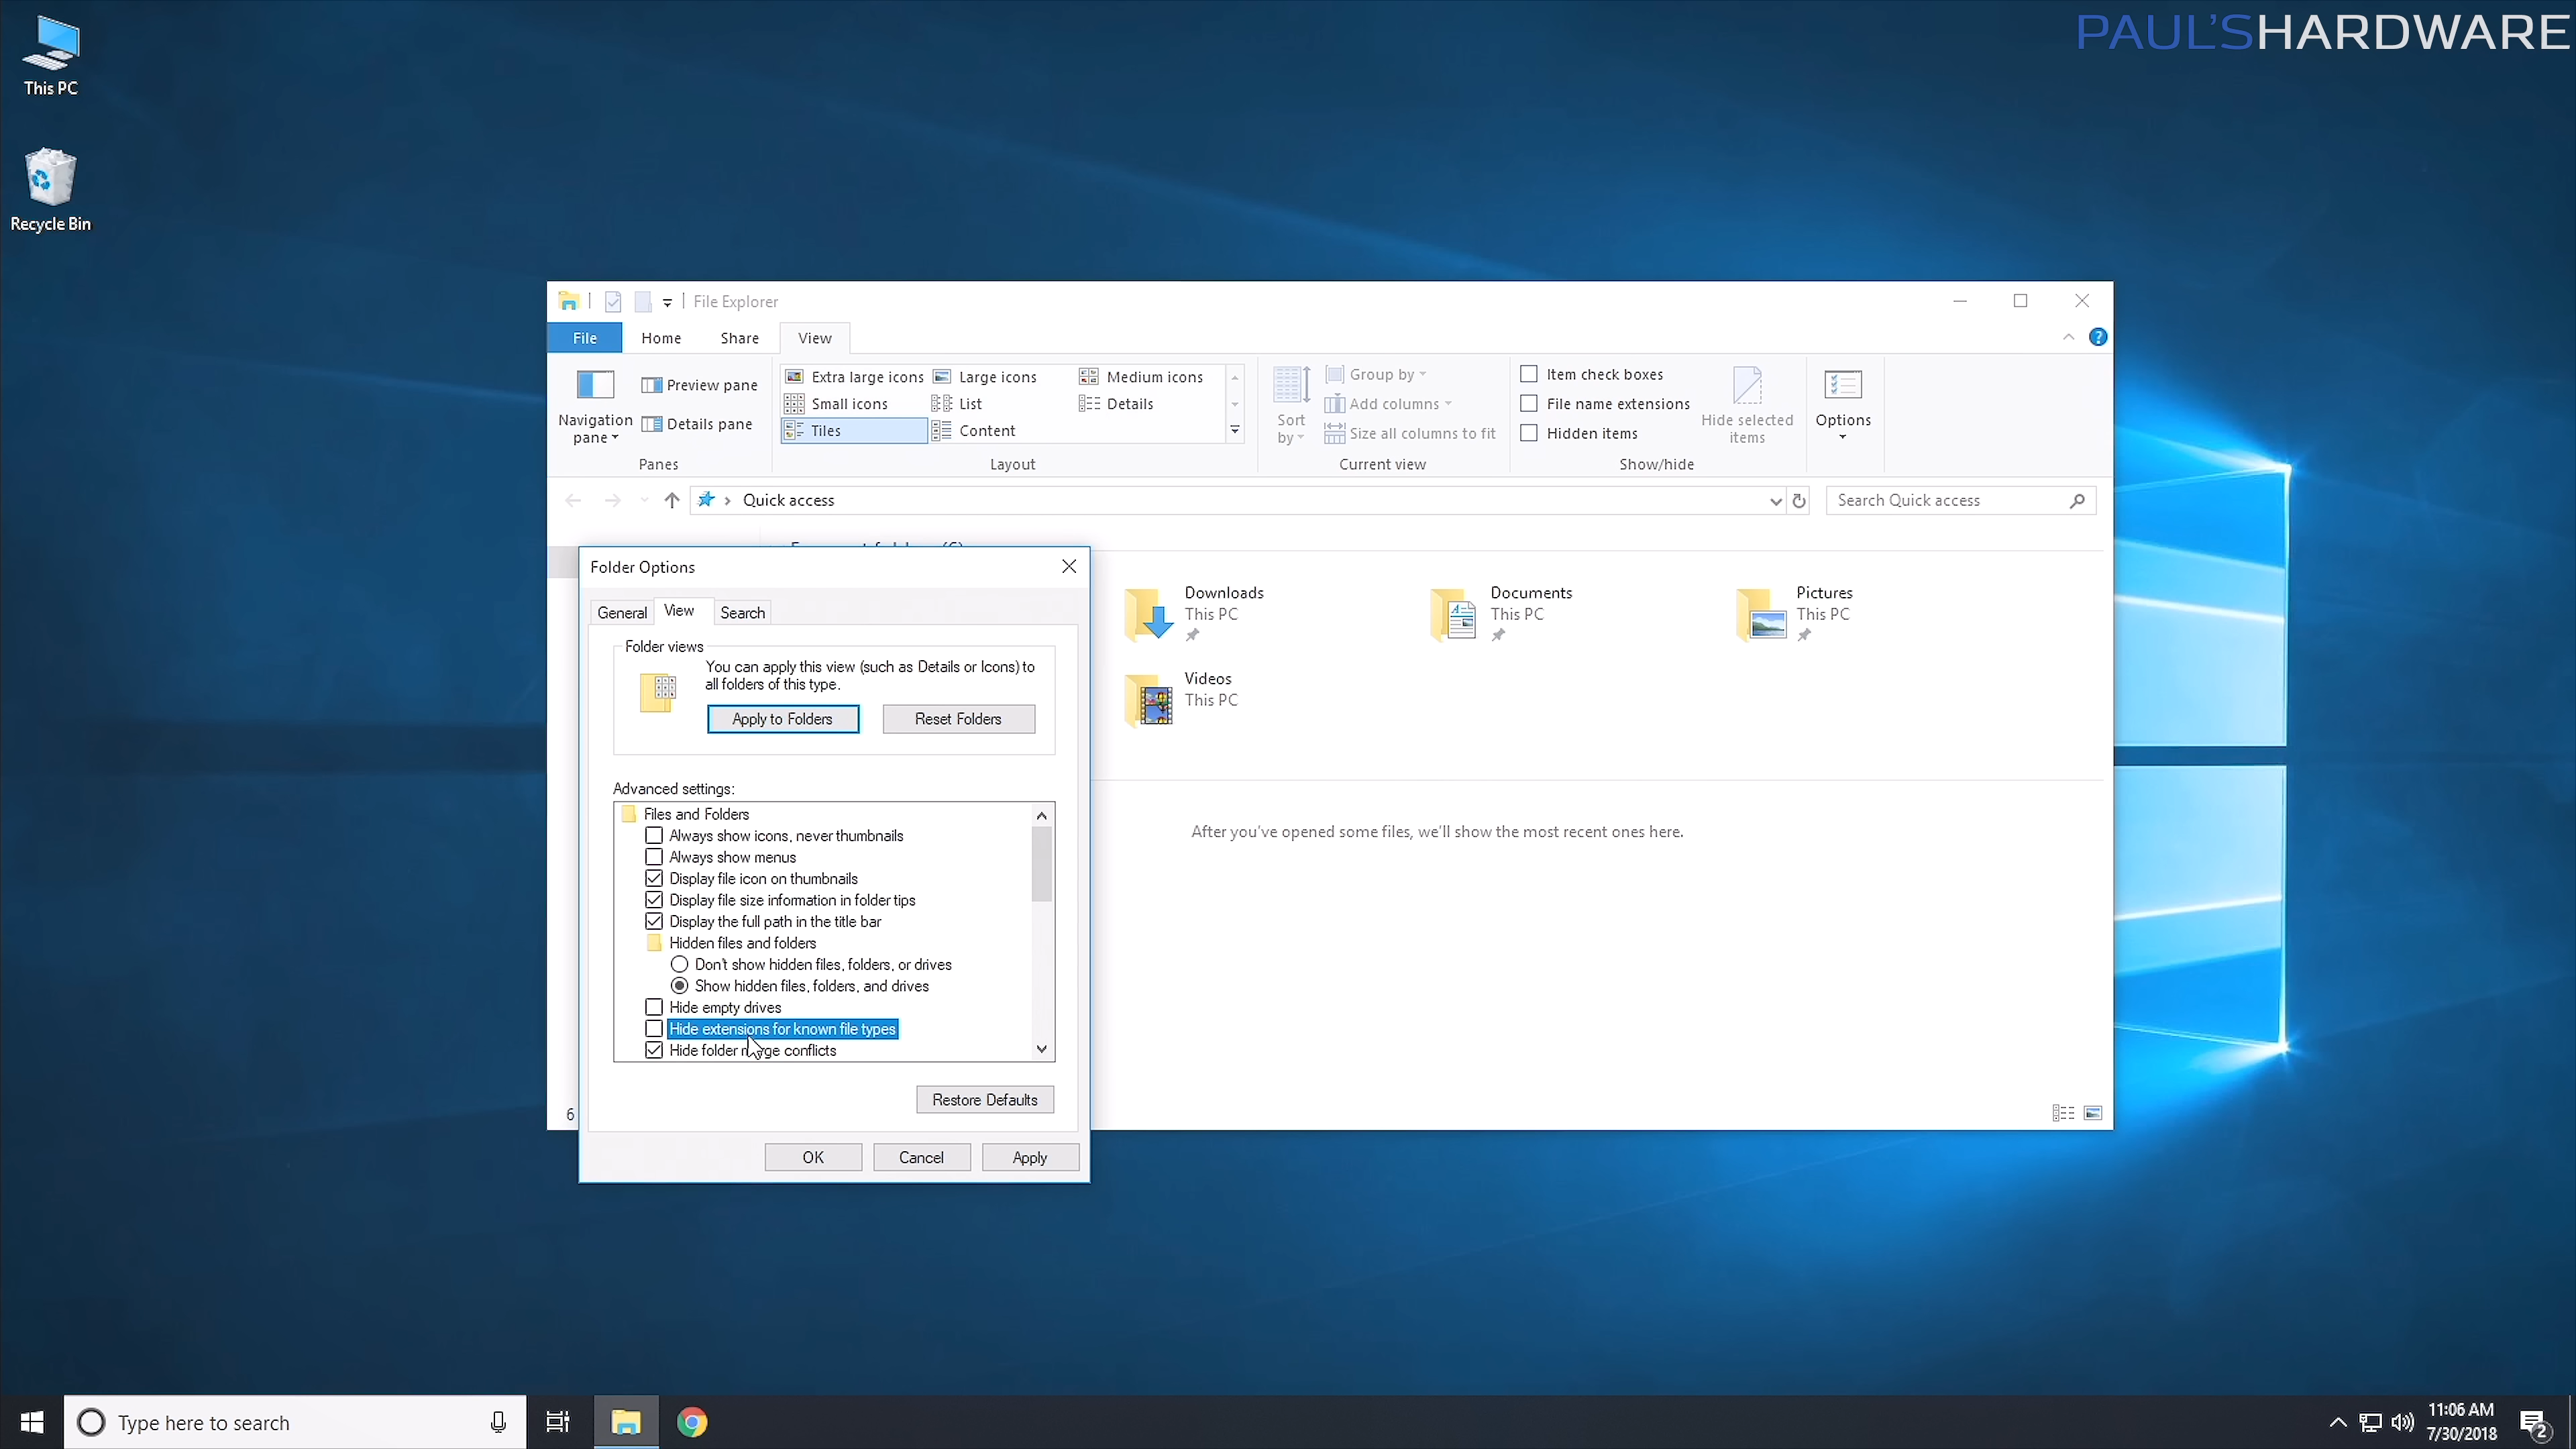 PAUL'SHARDWARE
This PC
Recycle Bin
File Explorer
File Home Share View
Navigation pane
Preview pane
Details pane
Panes
Extra large icons Large icons Medium icons
Small icons List Details
Tiles Content
Layout
Sort by
Group by
Add columns
Size all columns to fit
Current view
Item check boxes
File name extensions
Hidden items
Hide selected items
Show/hide
Options
Quick access
Search Quick access
Folder Options
General View Search
Folder views
You can apply this view (such as Details or Icons) to
all folders of this type.
Apply to Folders Reset Folders
Advanced settings:
Files and Folders
Always show icons, never thumbnails
Always show menus
Display file icon on thumbnails
Display file size information in folder tips
Display the full path in the title bar
Hidden files and folders
Don't show hidden files, folders, or drives
Show hidden files, folders, and drives
Hide empty drives
Hide extensions for known file types
Hide folder merge conflicts
Restore Defaults
OK Cancel Apply
Downloads
This PC
Documents
This PC
Pictures
This PC
Videos
This PC
After you've opened some files, we'll show the most recent ones here.
6
Type here to search
11:06 AM
7/30/2018
2